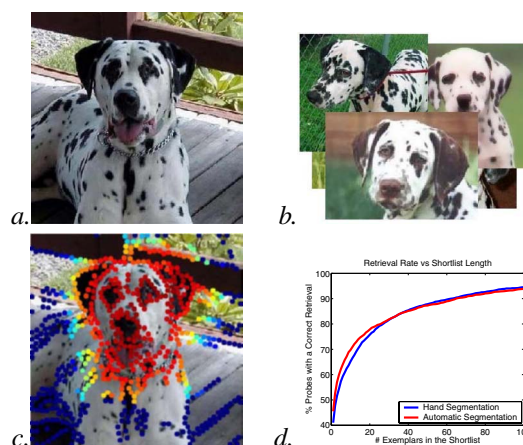 a.
b.
c.
d.
Retrieval Rate vs Shortlist Length
% Probes with a Correct Retrieval
100
90
80
70
60
50
40
0
20
40
60
80
100
# Exemplars in the Shortlist
Hand Segmentation
Automatic Segmentation